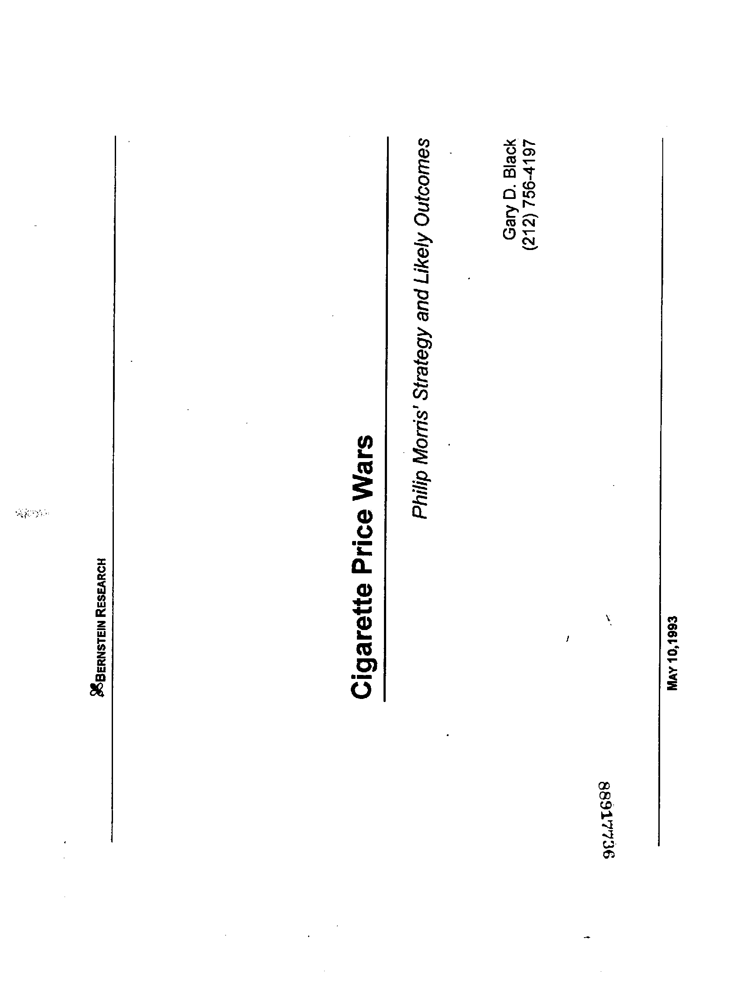 BERNSTEIN RESEARCH
Cigarette Price Wars
Philip Morris' Strategy and Likely Outcomes
Gary D. Black
(212) 756-4197
MAY 10,1993
88917736